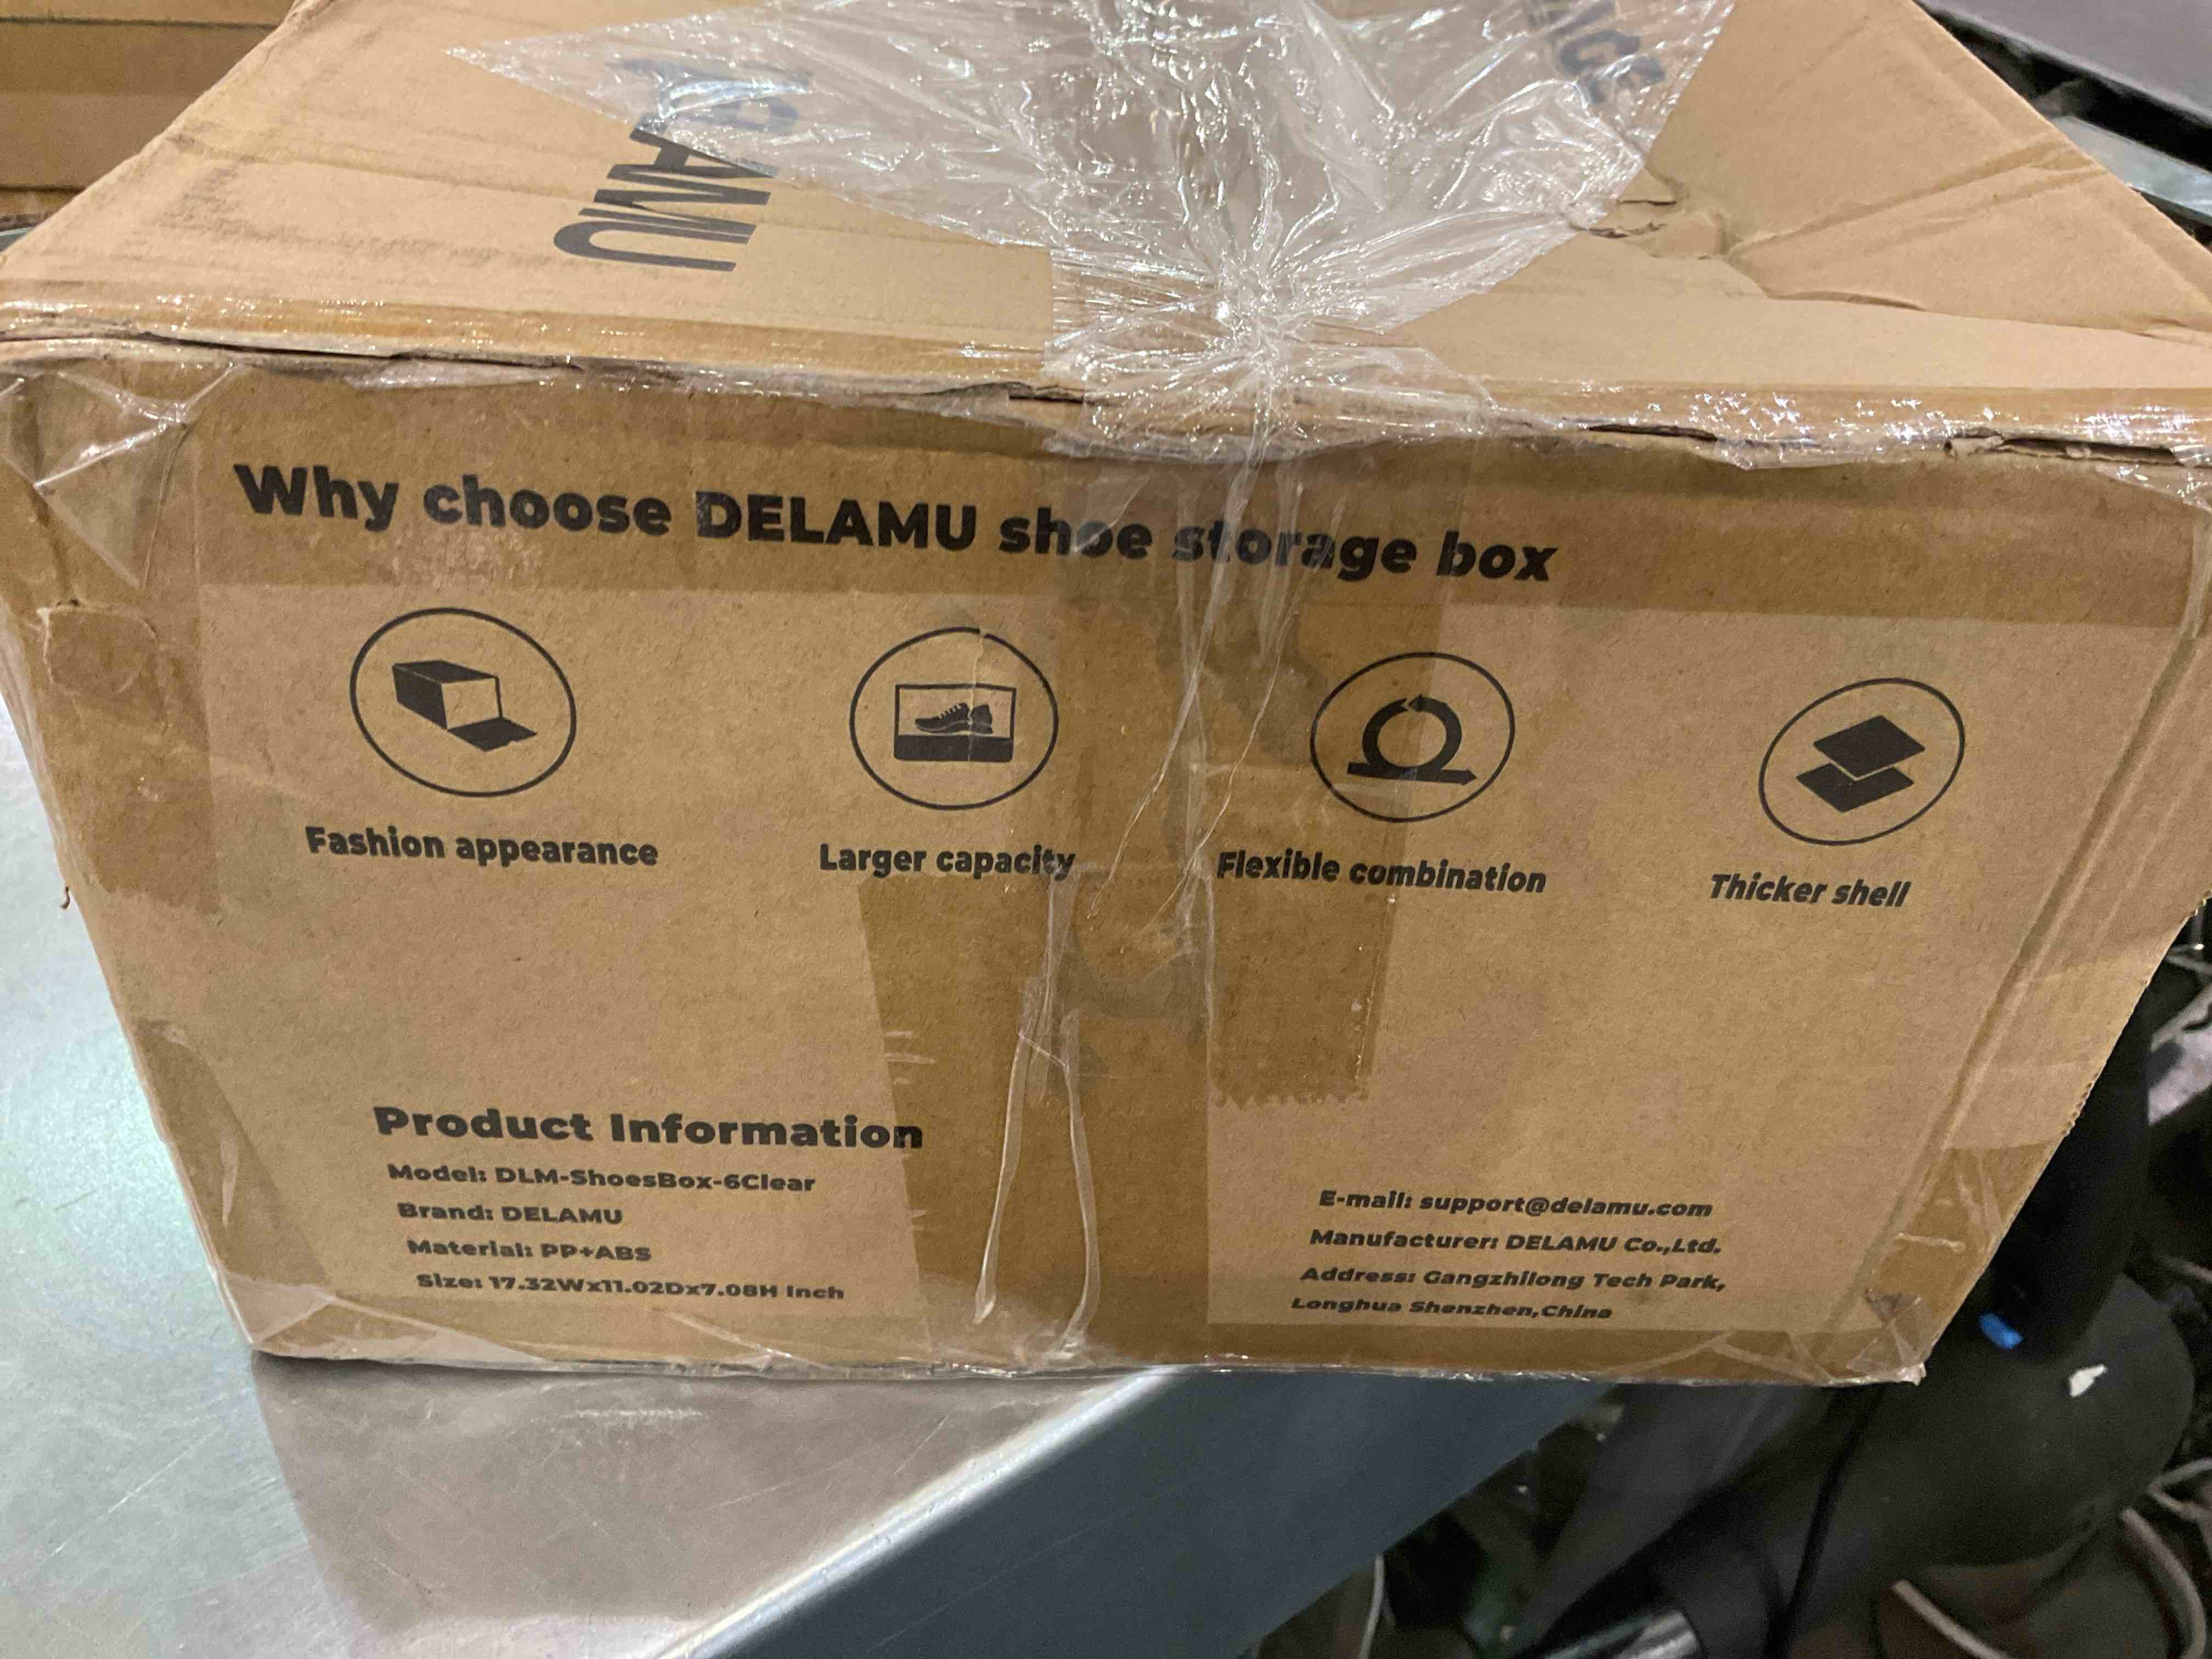 Why choose DELAMU shoe storage box
Fashion appearance
Larger capacity
Flexible combination
Thicker shell
Product Information
Model: DLM-ShoesBox-6Clear
Brand: DELAMU
Material: PP+ABS
Size: 17.32Wx11.02Dx7.08H Inch
E-mail: support@delamu.com
Manufacturer: DELAMU Co.,Ltd.
Address: Gangzhilong Tech Park,
Longhua Shenzhen,China